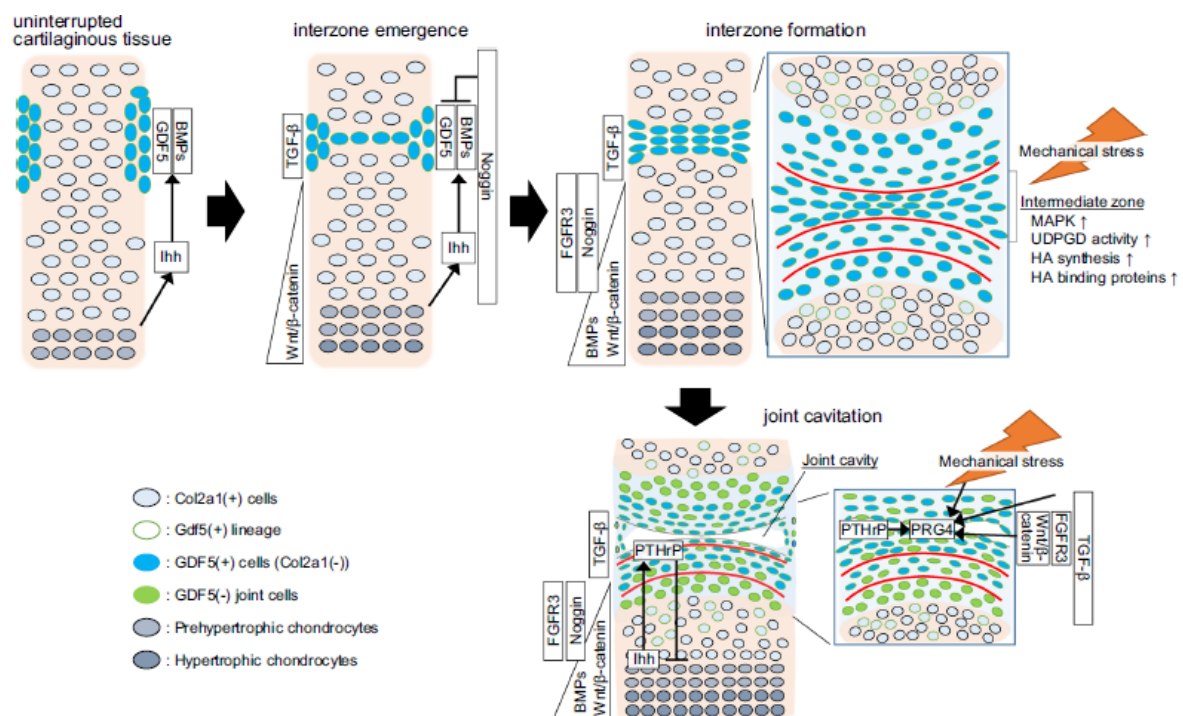 uninterrupted
cartilaginous tissue
BMPs
GDF5
Ihh
interzone emergence
TGF-β
Wnt/β-catenin
BMPs
GDF5
Noggin
Ihh
interzone formation
TGF-β
FGFR3
Noggin
BMPs
Wnt/β-catenin
Mechanical stress
Intermediate zone
MAPK ↑
UDPGD activity ↑
HA synthesis ↑
HA binding proteins ↑
joint cavitation
Joint cavity
Mechanical stress
TGF-β
FGFR3
Noggin
BMPs
Wnt/β-catenin
PTHrP
Ihh
PTHrP
PRG4
Wnt/β-
catenin
FGFR3
TGF-β
: Col2a1(+) cells
: Gdf5(+) lineage
: GDF5(+) cells (Col2a1(-))
: GDF5(-) joint cells
: Prehypertrophic chondrocytes
: Hypertrophic chondrocytes